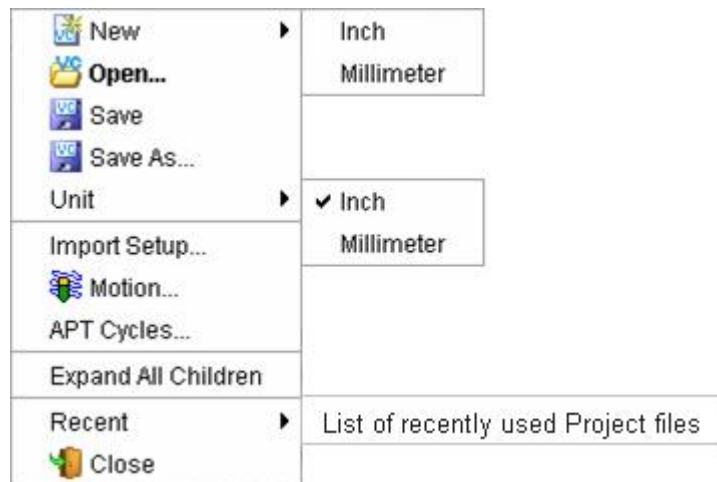 New
Inch
Open...
Millimeter
Save
Save As...
Unit
Inch
Import Setup...
Millimeter
Motion...
APT Cycles...
Expand All Children
Recent
List of recently used Project files
Close